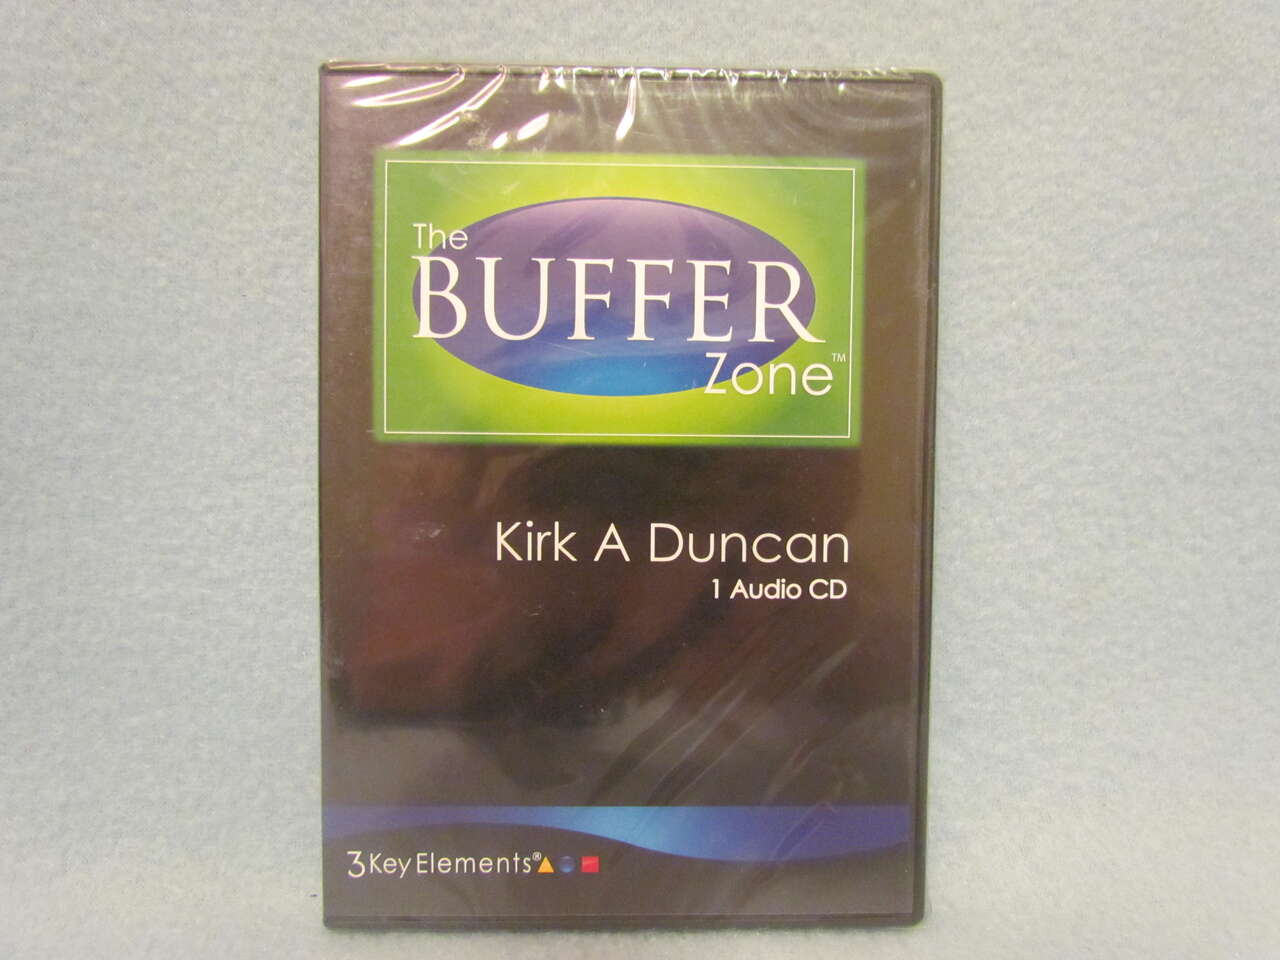 The
BUFFER
Zone™
Kirk A Duncan
1 Audio CD
3 Key Elements®